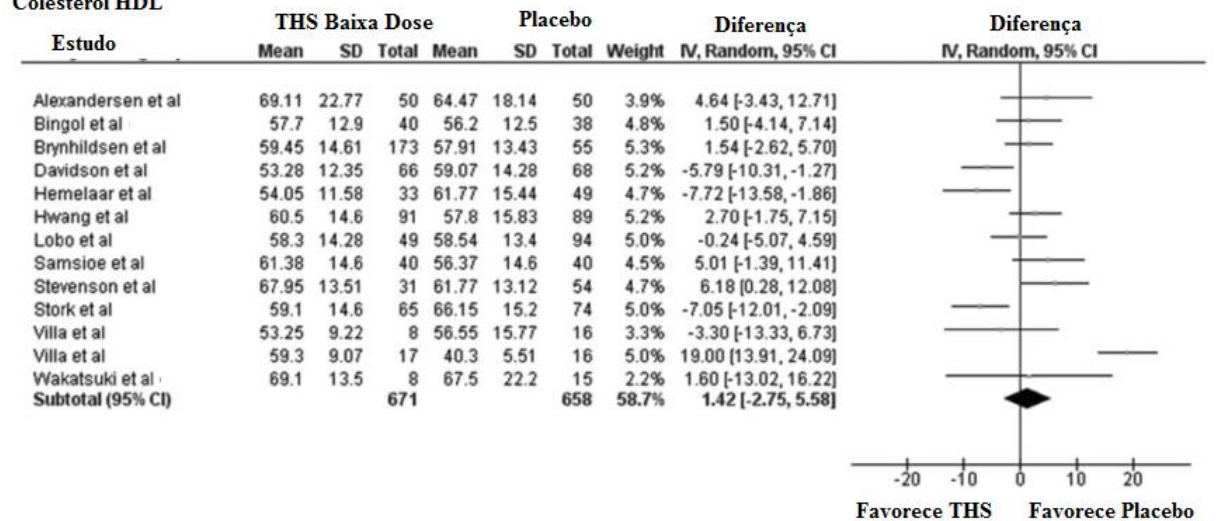 Colesterol HDL
THS Baixa Dose Placebo Diferença Diferença
Estudo Mean SD Total Mean SD Total Weight IV, Random, 95% CI IV, Random, 95% CI
Alexandersen et al 69.11 22.77 50 64.47 18.14 50 3.9% 4.64 [-3.43, 12.71]
Bingol et al 57.7 12.9 40 56.2 12.5 38 4.8% 1.50 [-4.14, 7.14]
Brynhildsen et al 59.45 14.61 173 57.91 13.43 55 5.3% 1.54 [-2.62, 5.70]
Davidson et al 53.28 12.35 66 59.07 14.28 68 5.2% -5.79 [-10.31, -1.27]
Hemelaar et al 54.05 11.58 33 61.77 15.44 49 4.7% -7.72 [-13.58, -1.86]
Hwang et al 60.5 14.6 91 57.8 15.83 89 5.2% 2.70 [-1.75, 7.15]
Lobo et al 58.3 14.28 49 58.54 13.4 94 5.0% -0.24 [-5.07, 4.59]
Samsioe et al 61.38 14.6 40 56.37 14.6 40 4.5% 5.01 [-1.39, 11.41]
Stevenson et al 67.95 13.51 31 61.77 13.12 54 4.7% 6.18 [0.28, 12.08]
Stork et al 59.1 14.6 65 66.15 15.2 74 5.0% -7.05 [-12.01, -2.09]
Villa et al 53.25 9.22 8 56.55 15.77 16 3.3% -3.30 [-13.33, 6.73]
Villa et al 59.3 9.07 17 40.3 5.51 16 5.0% 19.00 [13.91, 24.09]
Wakatsuki et al 69.1 13.5 8 67.5 22.2 15 2.2% 1.60 [-13.02, 16.22]
Subtotal (95% CI) 671 658 58.7% 1.42 [-2.75, 5.58]
-20 -10 0 10 20
Favorece THS Favorece Placebo